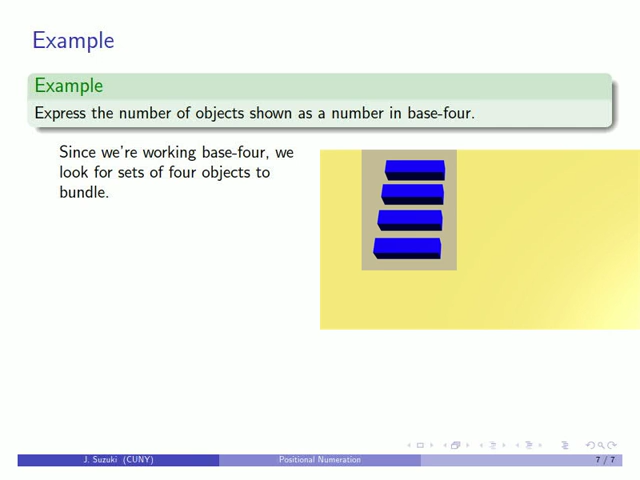 Example
Example
Express the number of objects shown as a number in base-four.
Since we're working base-four, we
look for sets of four objects to
bundle.
J. Suzuki (CUNY)
Positional Numeration
7 / 7